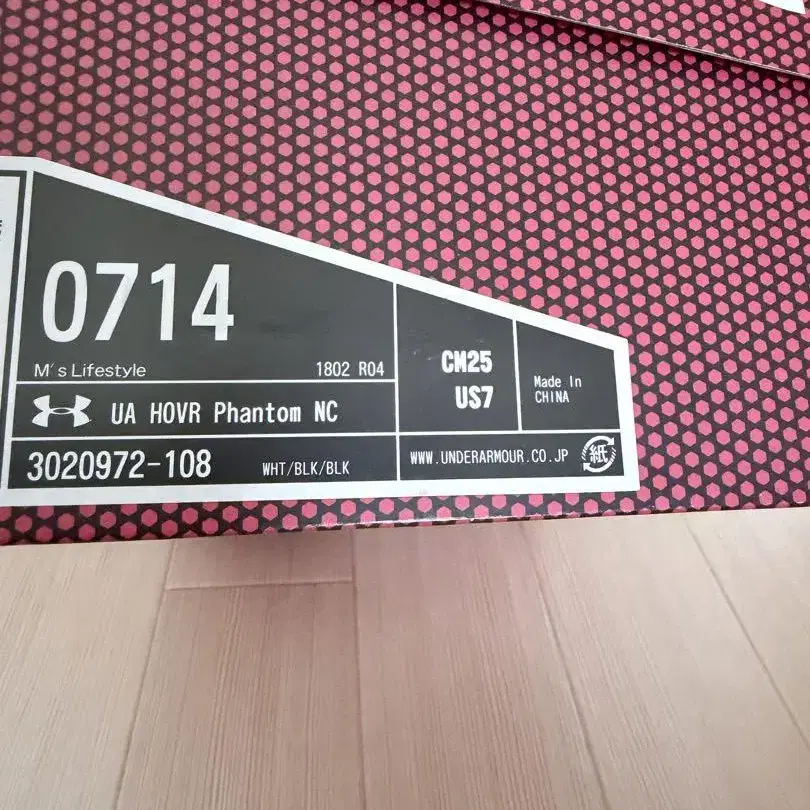 0714
M's Lifestyle 1802 R04
CM25
US7
Made In
CHINA
UA HOVR Phantom NC
3020972-108 WHT/BLK/BLK
WWW.UNDERARMOUR.CO.JP 紙